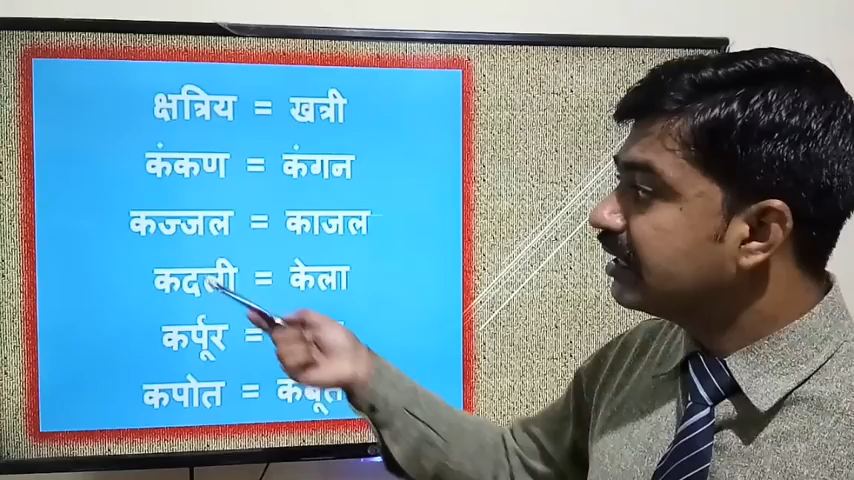 क्षत्रिय = खत्री
कंकण = कंगन
कज्जल = काजल
कदली = केला
कर्पूर =
कपोत =